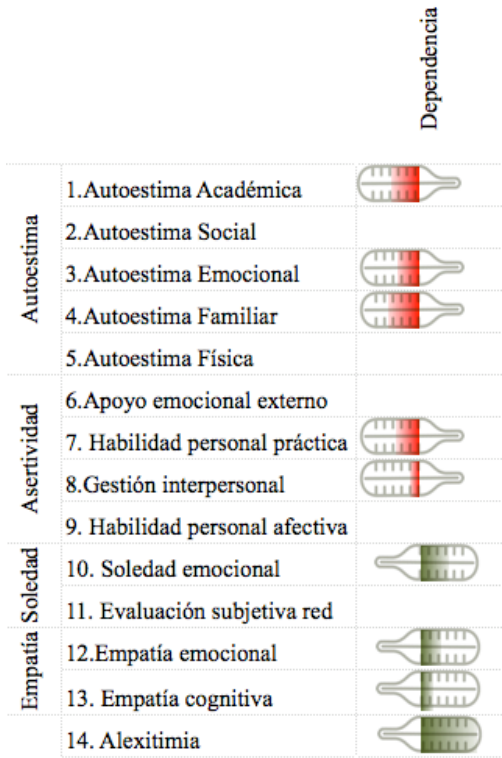 Dependencia
Autoestima
1.Autoestima Académica
2.Autoestima Social
3.Autoestima Emocional
4.Autoestima Familiar
5.Autoestima Física
Asertividad
6.Apoyo emocional externo
7. Habilidad personal práctica
8.Gestión interpersonal
9. Habilidad personal afectiva
Soledad
10. Soledad emocional
11. Evaluación subjetiva red
Empatía
12.Empatía emocional
13. Empatía cognitiva
14. Alexitimia